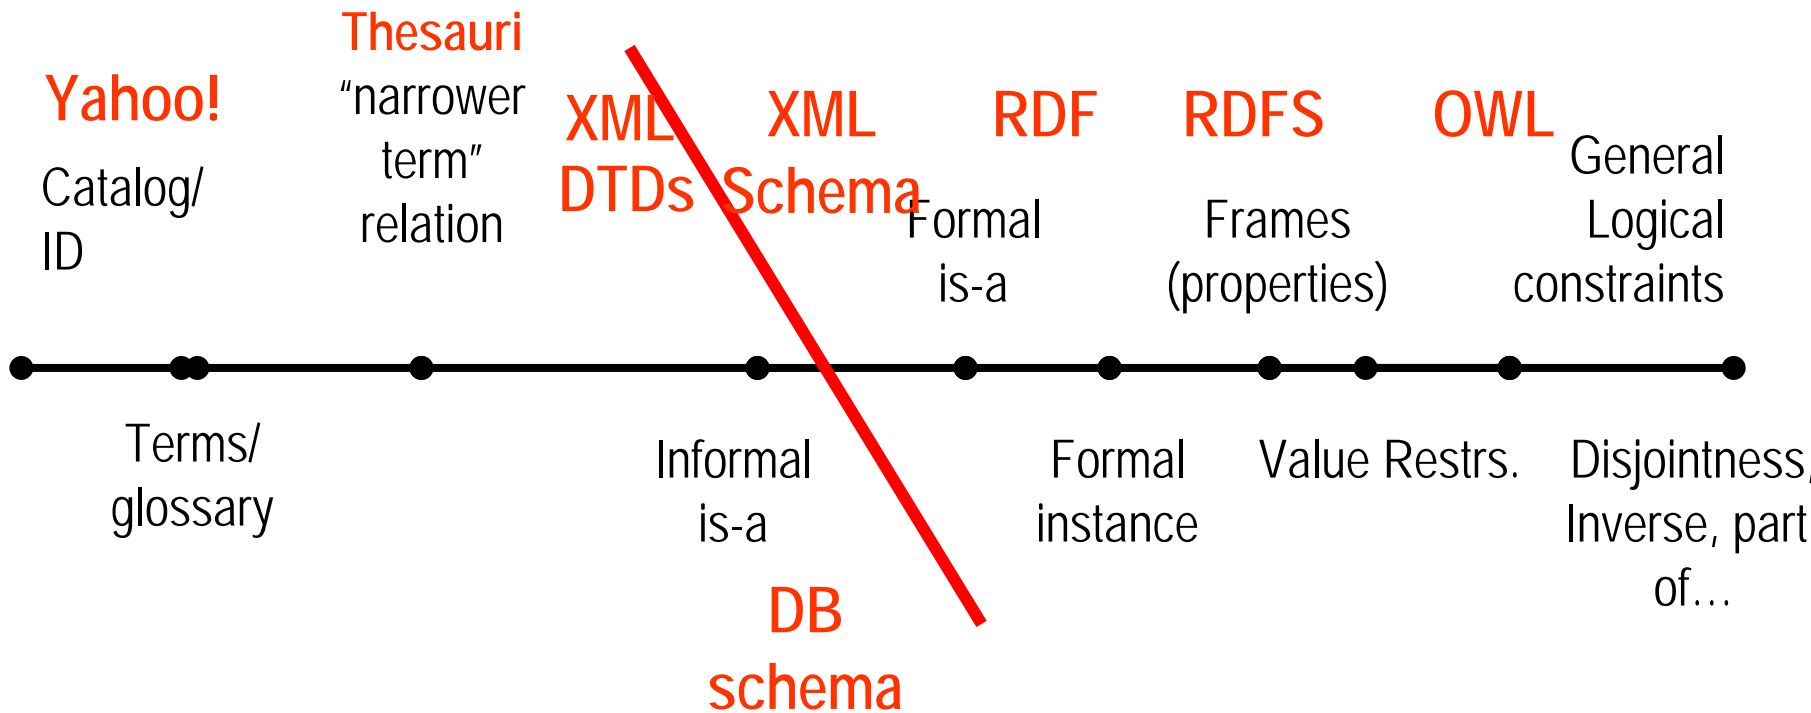 Thesauri
"narrower
term"
relation
Yahoo!
Catalog/
ID
XML
DTDs
XML
Schema
RDF
Formal
is-a
RDFS
Frames
(properties)
OWL
General
Logical
constraints
Terms/
glossary
Informal
is-a
DB
schema
Formal
instance
Value Restrs.
Disjointness,
Inverse, part
of…